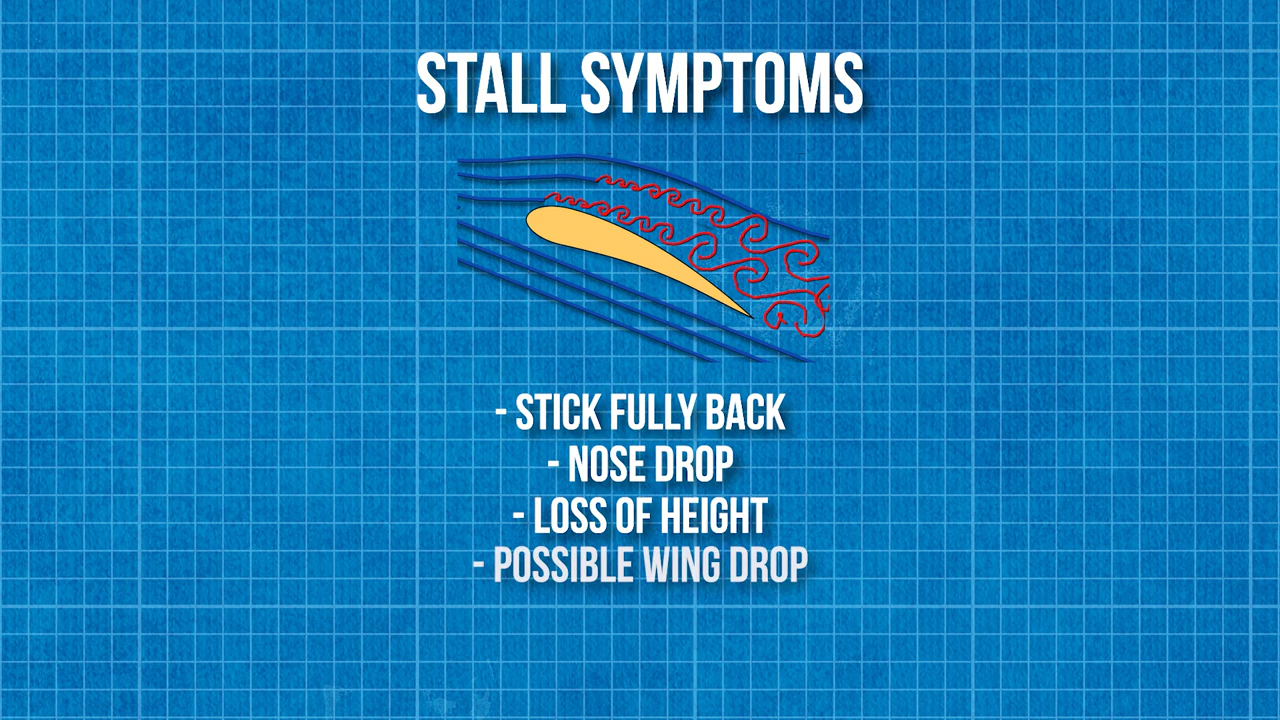 STALL SYMPTOMS
- STICK FULLY BACK
- NOSE DROP
- LOSS OF HEIGHT
- POSSIBLE WING DROP